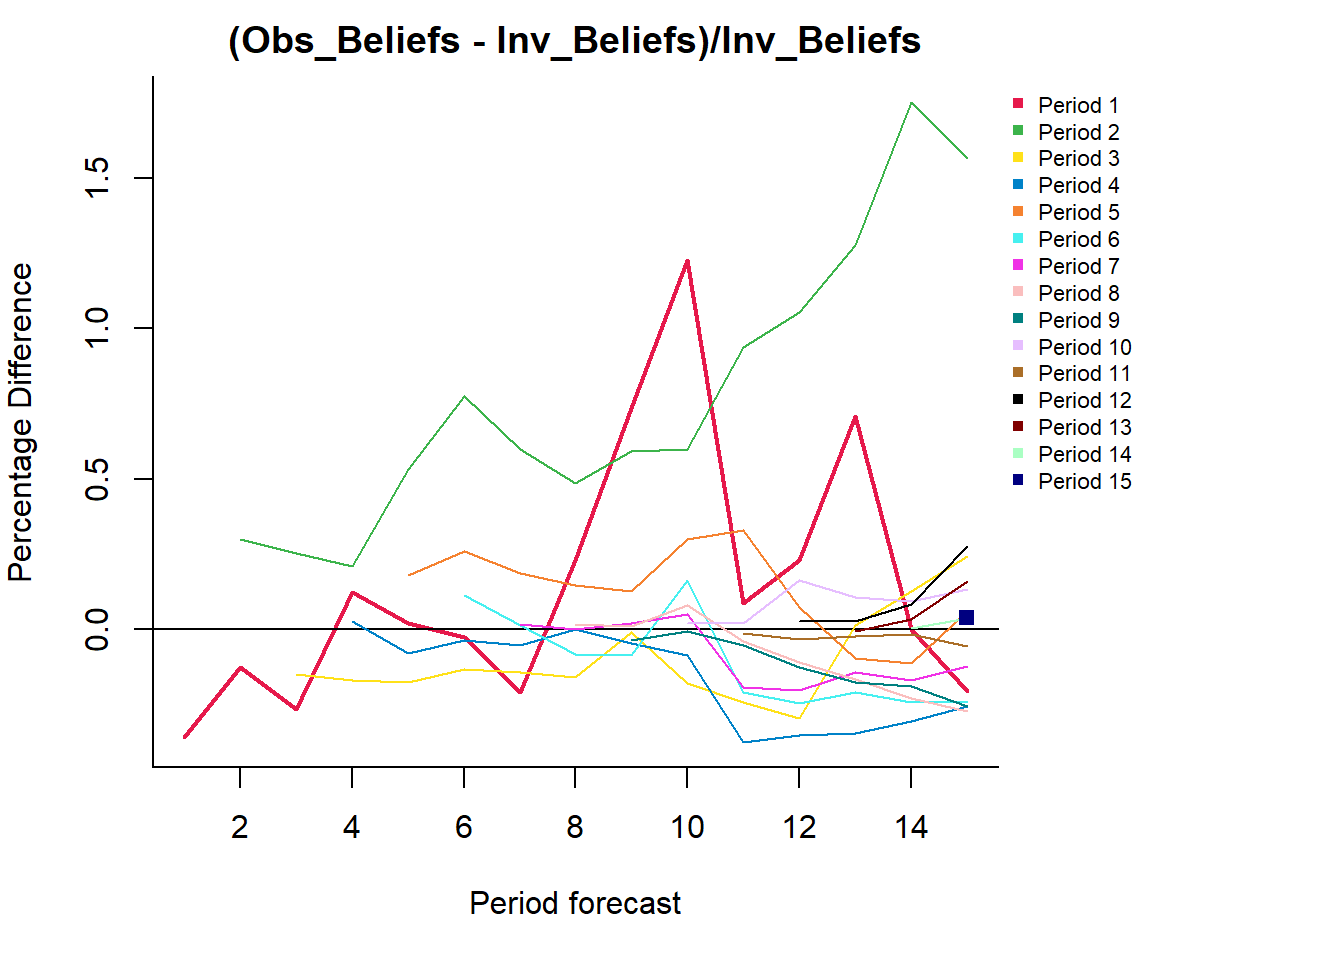 (Obs_Beliefs - Inv_Beliefs)/Inv_Beliefs
Percentage Difference
1.5
1.0
0.5
0.0
2 4 6 8 10 12 14
Period forecast
Period 1
Period 2
Period 3
Period 4
Period 5
Period 6
Period 7
Period 8
Period 9
Period 10
Period 11
Period 12
Period 13
Period 14
Period 15